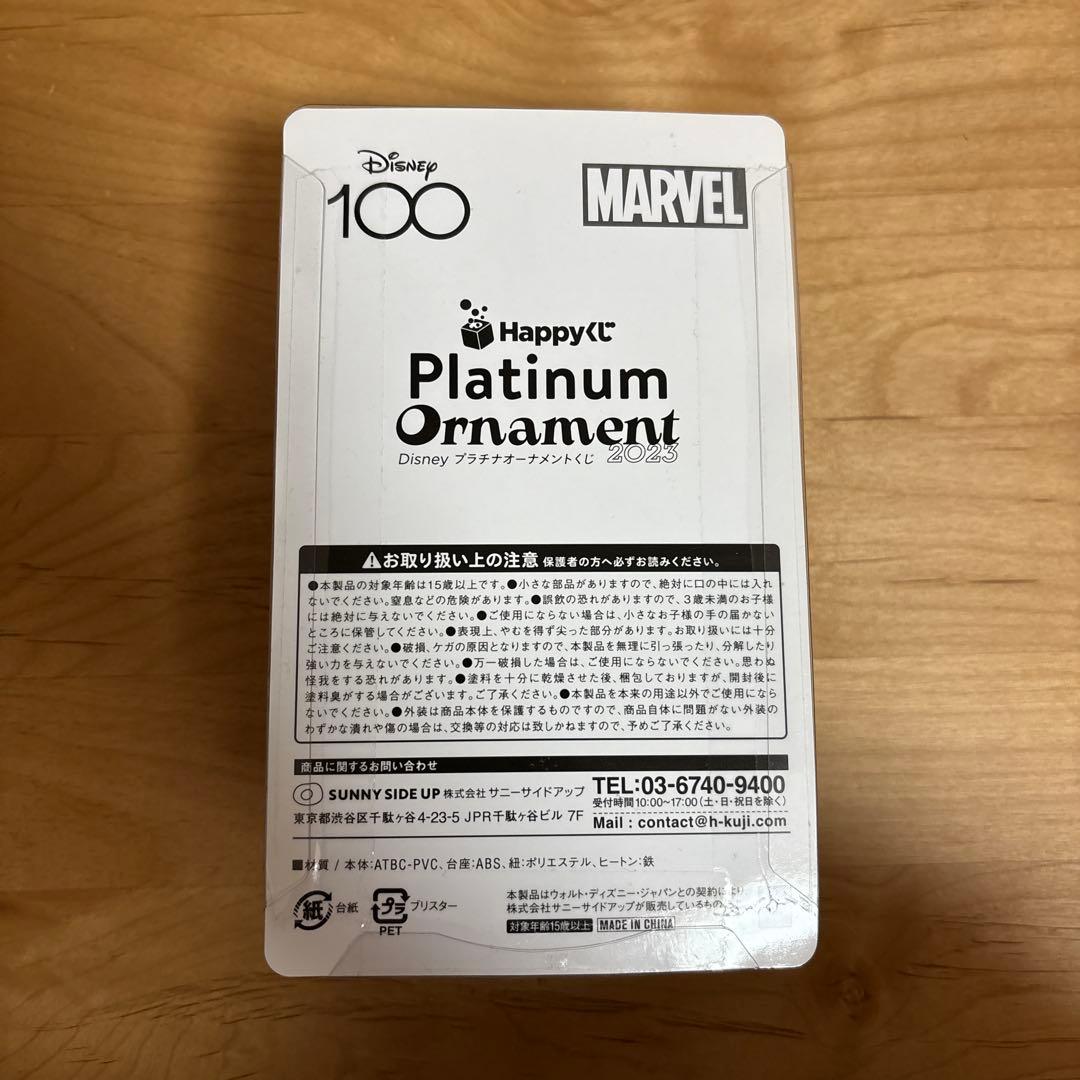 Disney
100
MARVEL
Happyくじ
Platinum
Ornament
Disney プラチナオーナメントくじ 2023
⚠お取り扱い上の注意 保護者の方へ必ずお読みください。
●本製品の対象年齢は15歳以上です。●小さな部品がありますので、絶対に口の中には入れ
ないでください。窒息などの危険があります。●誤飲の恐れがありますので、3歳未満のお子様
には絶対に与えないでください。●ご使用にならない場合は、小さなお子様の手の届かない
ところに保管してください。●表現上、やむを得ず尖った部分があります。お取り扱いには十分
ご注意ください。●破損、ケガの原因となりますので、本製品を無理に引っ張ったり、分解したり
強い力を与えないでください。●万一破損した場合は、ご使用にならないでください。思わぬ
怪我をする恐れがあります。●塗料を十分に乾燥させた後、梱包しておりますが、開封後に
塗料臭がする場合がございます。ご了承ください。●本製品を本来の用途以外でご使用になら
ないでください。●外装は商品本体を保護するものですので、商品自体に問題がない外装の
わずかな潰れや傷の場合は、交換等の対応は致しかねますので、予めご了承ください。
商品に関するお問い合わせ
SUNNY SIDE UP 株式会社 サニーサイドアップ
東京都渋谷区千駄ヶ谷4-23-5 JPR千駄ヶ谷ビル 7F
TEL:03-6740-9400
受付時間10:00~17:00(土・日・祝日を除く)
Mail : contact@h-kuji.com
■材質 / 本体:ATBC-PVC、台座:ABS、紐:ポリエステル、ヒートン:鉄
紙 台紙
プラ ブリスター
PET
本製品はウォルト・ディズニー・ジャパンとの契約により、
株式会社サニーサイドアップが販売しているもの
対象年齢15歳以上 MADE IN CHINA